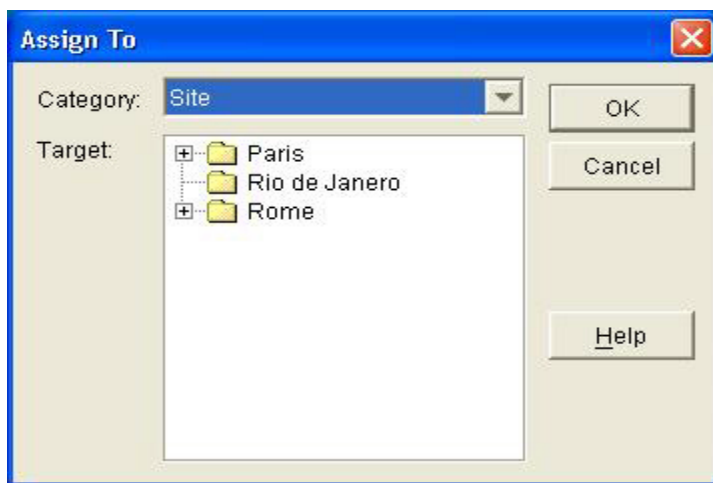 Assign To
Category:
Site
OK
Target:
Paris
Rio de Janero
Rome
Cancel
Help